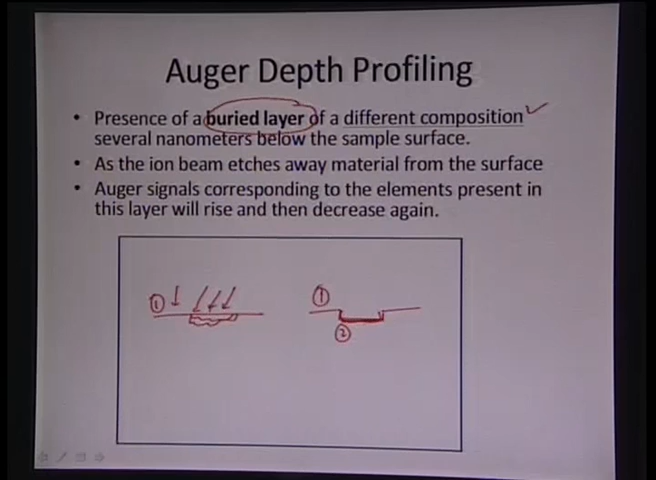 Auger Depth Profiling
• Presence of a buried layer of a different composition
several nanometers below the sample surface.
• As the ion beam etches away material from the surface
• Auger signals corresponding to the elements present in
this layer will rise and then decrease again.
① ①
②